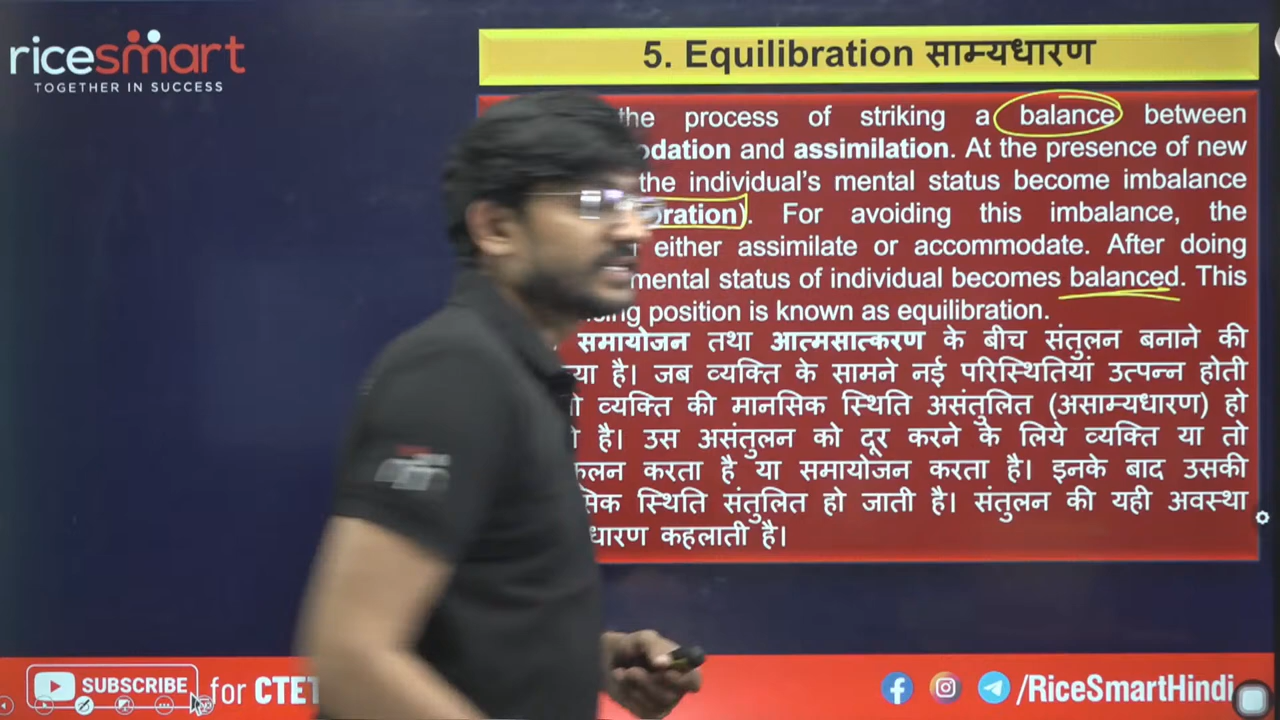 ricesmart
TOGETHER IN SUCCESS
5. Equilibration साम्यधारण
the process of striking a balance between
and assimilation. At the presence of new
the individual's mental status become imbalance
For avoiding this imbalance, the
either assimilate or accommodate. After doing
mental status of individual becomes balanced. This
position is known as equilibration.
समायोजन तथा आत्मसात्करण के बीच संतुलन बनाने की
है। जब व्यक्ति के सामने नई परिस्थितियां उत्पन्न होती
व्यक्ति की मानसिक स्थिति असंतुलित (असाम्यधारण) हो
है। उस असंतुलन को दूर करने के लिये व्यक्ति या तो
करता है या समायोजन करता है। इनके बाद उसकी
स्थिति संतुलित हो जाती है। संतुलन की यही अवस्था
कहलाती है।
SUBSCRIBE for CTET
/RiceSmartHindi